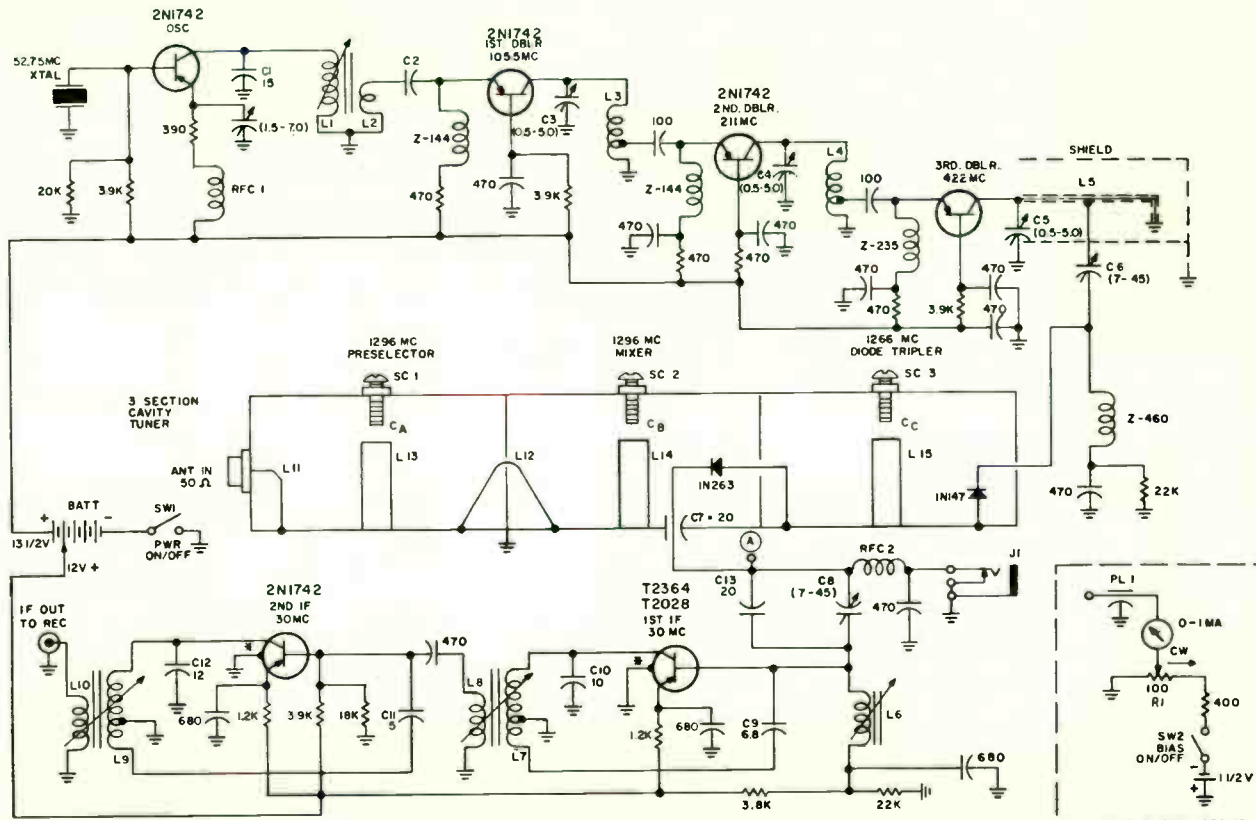 2N1742
OSC
52.75MC
XTAL
C1
15
(1.5-7.0)
390
20K
3.9K
RFC 1
L1
L2
C2
2N1742
1ST. DBLR
105.5MC
Z-144
470
470
3.9K
C3
(0.5-5.0)
L3
100
2N1742
2ND. DBLR.
211MC
Z-144
470
470
470
470
C4
(0.5-5.0)
L4
100
3RD. DBLR.
422MC
Z-235
470
470
3.9K
470
470
SHIELD
L5
C5
(0.5-5.0)
C6
(7-45)
Z-460
470
22K
3 SECTION
CAVITY
TUNER
1296 MC
PRESELECTOR
SC 1
CA
L13
ANT IN
50Ω
L11
L12
1296 MC
MIXER
SC 2
CB
L14
1N263
C7=20
1266 MC
DIODE TRIPLER
SC 3
CC
L15
1N147
BATT
+
-
13 1/2V
12V +
SW1
PWR
ON/OFF
A
C13
20
C8
(7-45)
RFC2
470
J1
IF OUT
TO REC
L10
L9
C12
12
2N1742
2ND IF
30MC
*
680
1.2K
3.9K
18K
C11
5
470
L8
L7
C10
10
T2364
T2028
1ST IF
30 MC
*
1.2K
680
C9
6.8
L6
680
3.8K
22K
PL 1
0-1MA
CW
100
R1
400
SW2
BIAS
ON/OFF
-
+
1 1/2V